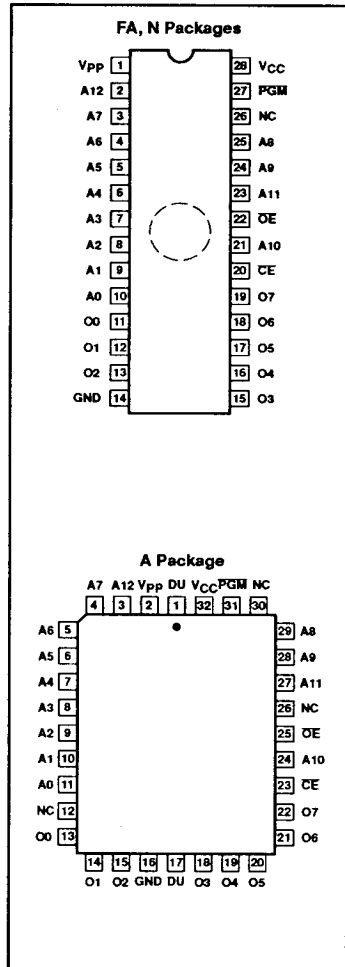 FA, N Packages
VPP 1 28 VCC
A12 2 27 PGM
A7 3 26 NC
A6 4 25 A8
A5 5 24 A9
A4 6 23 A11
A3 7 22 OE
A2 8 21 A10
A1 9 20 CE
A0 10 19 O7
O0 11 18 O6
O1 12 17 O5
O2 13 16 O4
GND 14 15 O3
A Package
A7 A12 VPP DU VCC PGM NC
4 3 2 1 32 31 30
A6 5 29 A8
A5 6 28 A9
A4 7 27 A11
A3 8 26 NC
A2 9 25 OE
A1 10 24 A10
A0 11 23 CE
NC 12 22 O7
O0 13 21 O6
14 15 16 17 18 19 20
O1 O2 GND DU O3 O4 O5